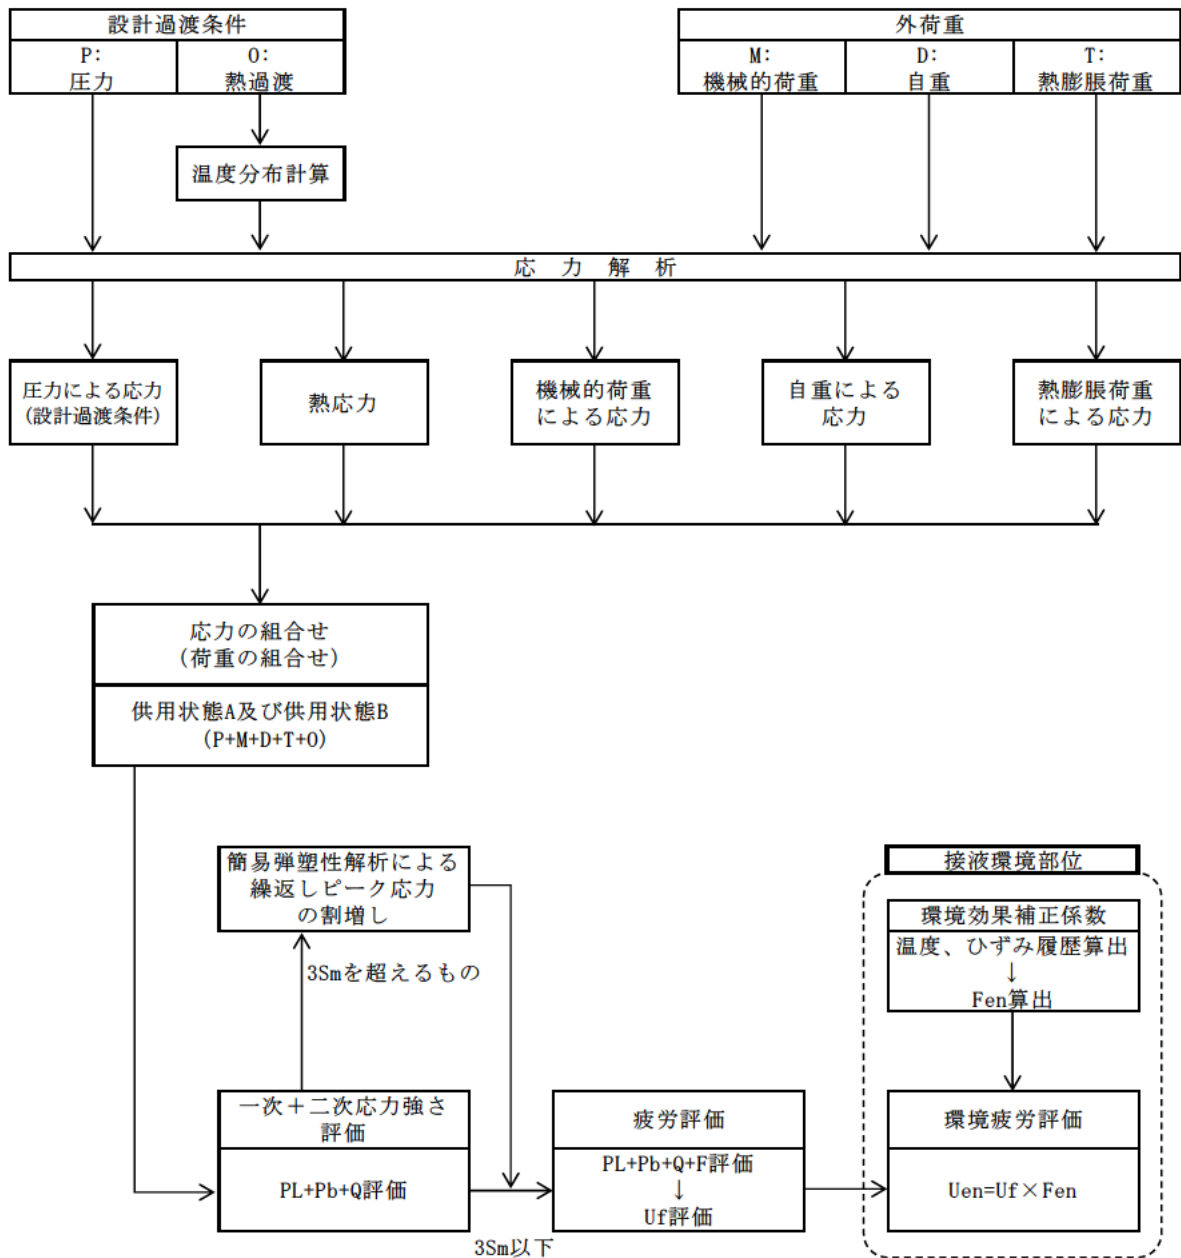 設計過渡条件
P:
圧力
O:
熱過渡
外荷重
M:
機械的荷重
D:
自重
T:
熱膨脹荷重
温度分布計算
応力解析
圧力による応力
(設計過渡条件)
熱応力
機械的荷重
による応力
自重による
応力
熱膨脹荷重
による応力
応力の組合せ
(荷重の組合せ)
供用状態A及び供用状態B
(P+M+D+T+O)
簡易弾塑性解析による
繰返しピーク応力
の割増し
3Smを超えるもの
接液環境部位
環境効果補正係数
温度、ひずみ履歴算出
↓
Fen算出
一次＋二次応力強さ
評価
PL+Pb+Q評価
3Sm以下
疲労評価
PL+Pb+Q+F評価
↓
Uf評価
環境疲労評価
Uen=Uf×Fen